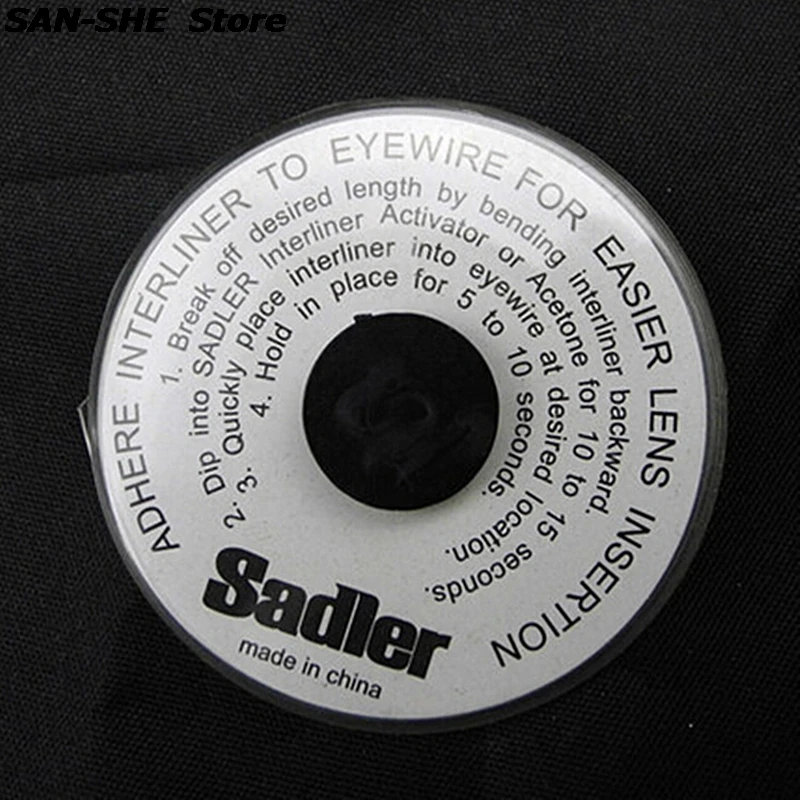 SAN-SHE Store
ADHERE INTERLINER TO EYEWIRE FOR EASIER LENS INSERTION
1. Break off desired length by bending interliner backward.
2. Dip into SADLER Interliner Activator or Acetone for 10 to 15 seconds.
3. Quickly place interliner into eyewire at desired location.
4. Hold in place for 5 to 10 seconds.
Sadler
made in china